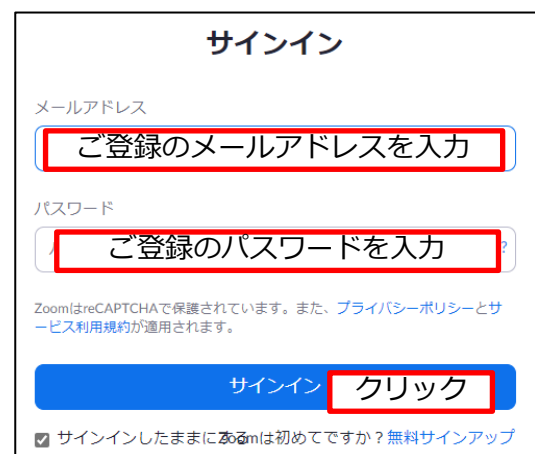 サインイン
メールアドレス
ご登録のメールアドレスを入力
パスワード
ご登録のパスワードを入力 ?
ZoomはreCAPTCHAで保護されています。また、プライバシーポリシーとサ
ービス利用規約が適用されます。
サインイン クリック
サインインしたままにする Zoomは初めてですか？無料サインアップ